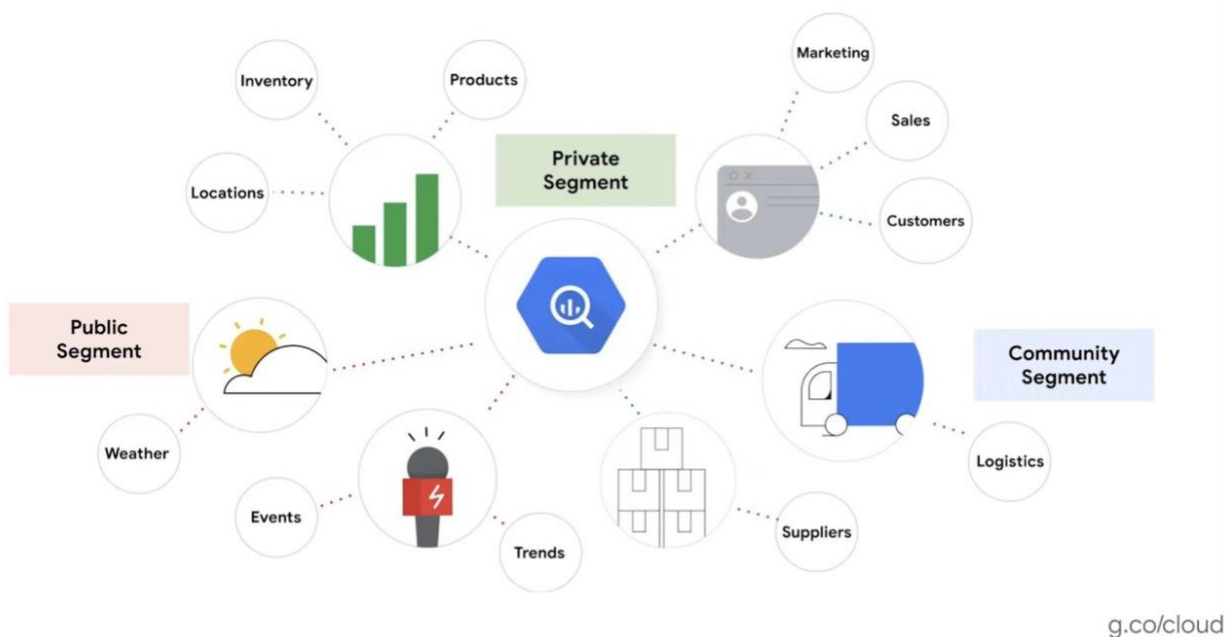 Marketing
Inventory
Products
Sales
Private
Segment
Locations
Customers
Public
Segment
Community
Segment
Weather
Logistics
Events
Suppliers
Trends
g.co/cloud